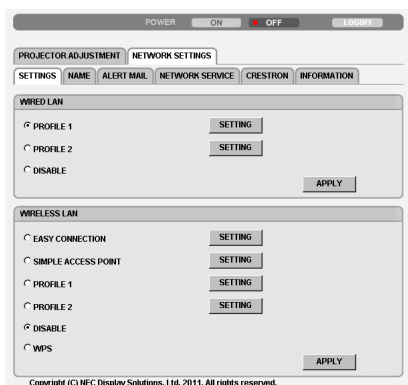 POWER ON OFF LOGOFF
PROJECTOR ADJUSTMENT NETWORK SETTINGS
SETTINGS NAME ALERT MAIL NETWORK SERVICE CRESTRON INFORMATION
WIRED LAN
PROFILE 1 SETTING
PROFILE 2 SETTING
DISABLE
APPLY
WIRELESS LAN
EASY CONNECTION SETTING
SIMPLE ACCESS POINT SETTING
PROFILE 1 SETTING
PROFILE 2 SETTING
DISABLE
WPS
APPLY
Copyright (C) NEC Display Solutions, Ltd. 2011. All rights reserved.